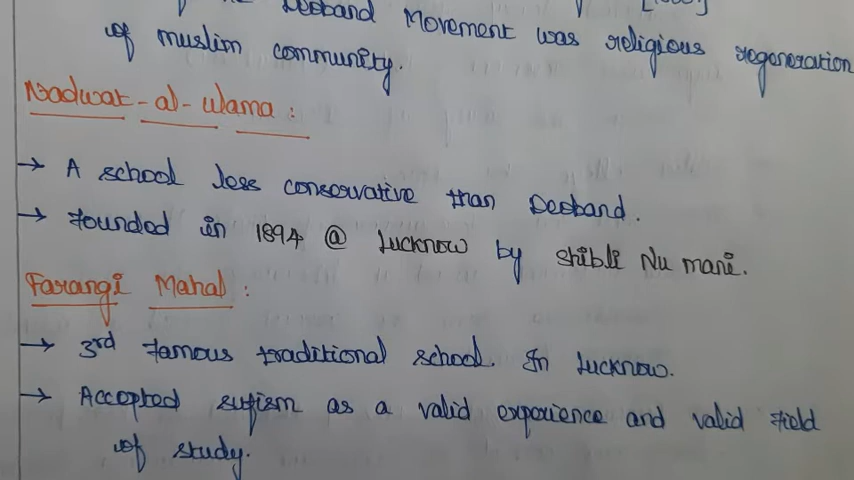 Deoband Movement was religious regeneration
of muslim community.
Nadwat-al-ulama :
→ A school less conservative than Deoband.
→ Founded in 1894 @ Lucknow by Shibli Nu mani.
Farangi Mahal :
→ 3rd famous traditional school. In Lucknow.
→ Accepted sufism as a valid experience and valid field
of study.